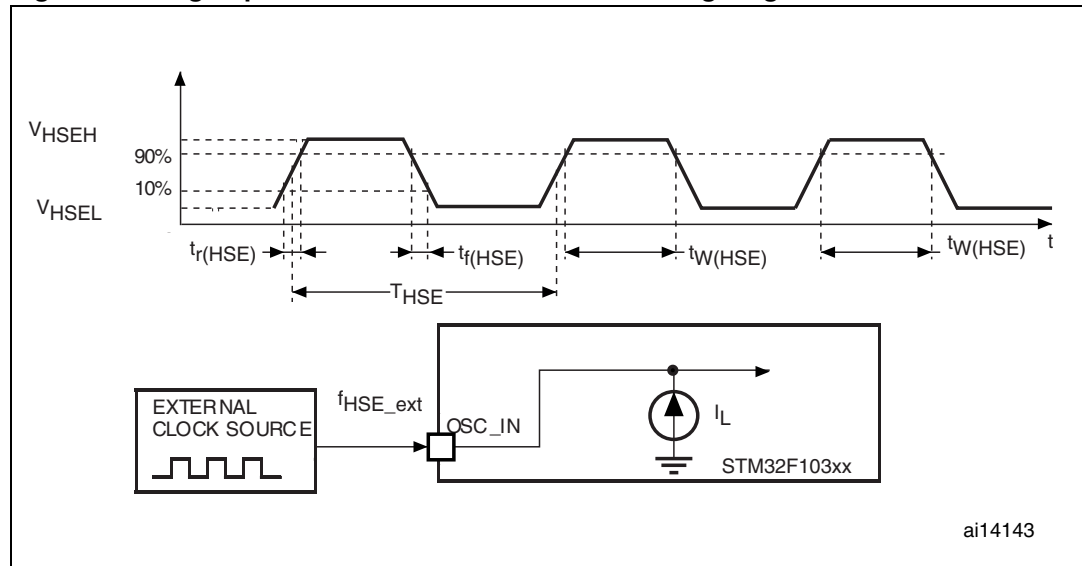 VHSEH
90%
10%
VHSEL
tr(HSE)
tf(HSE)
tW(HSE)
tW(HSE)
t
THSE
EXTERNAL
CLOCK SOURCE
fHSE_ext
OSC_IN
IL
STM32F103xx
ai14143